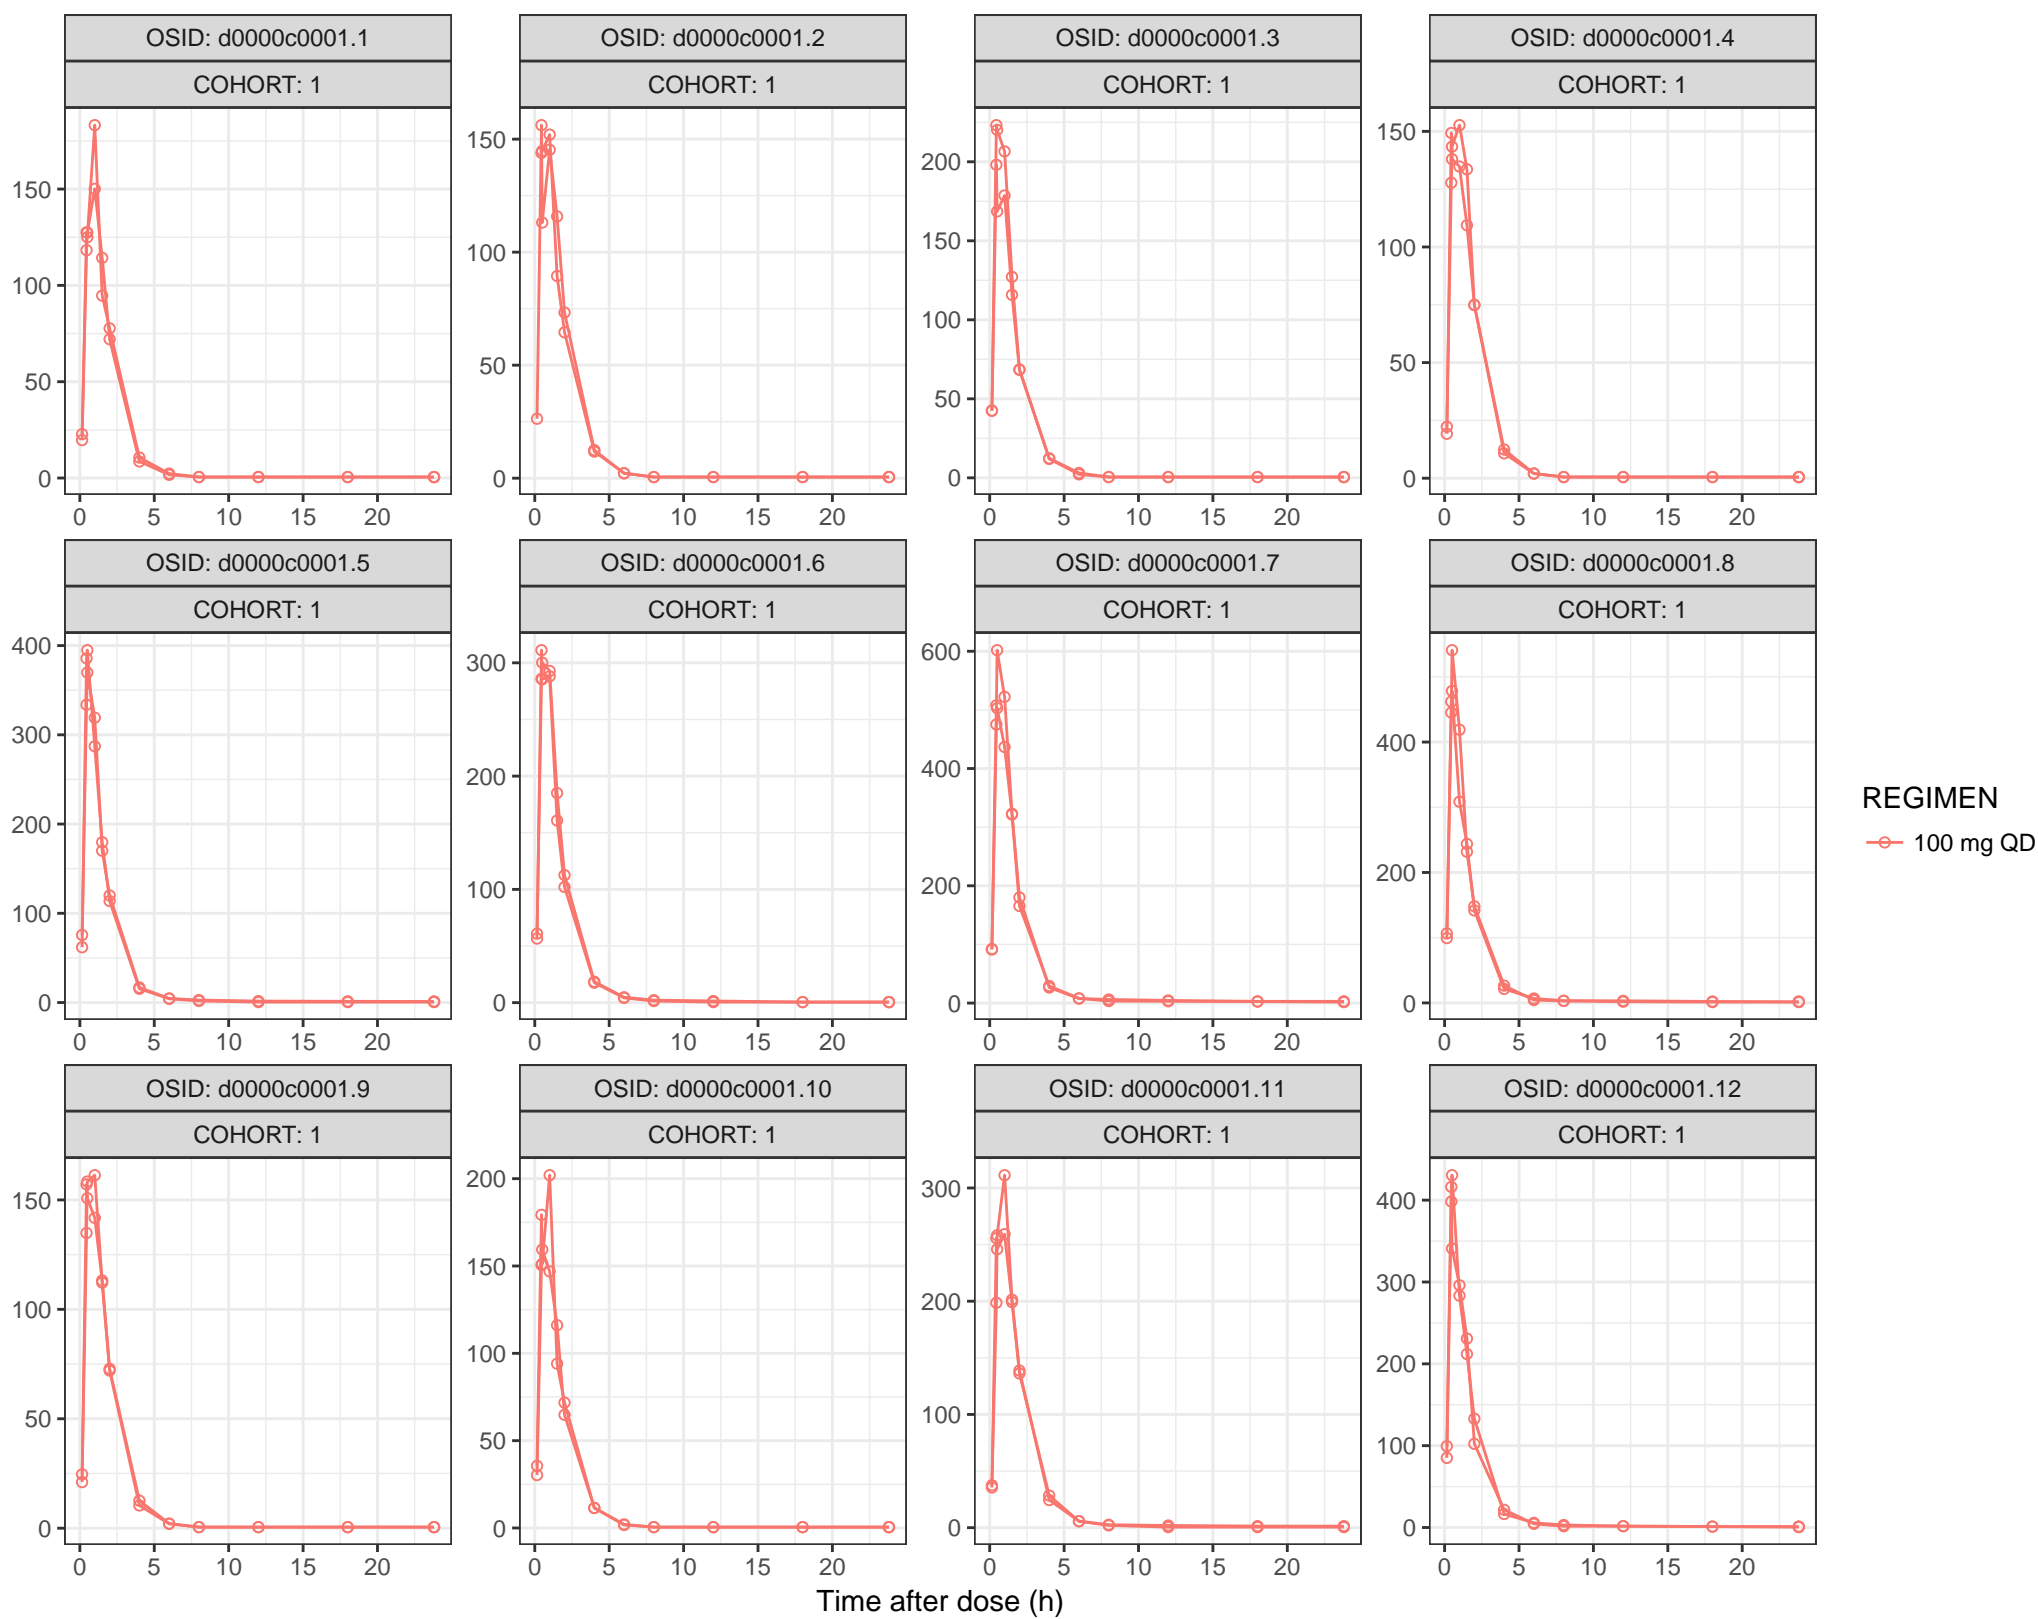 OSID: d0000c0001.1
COHORT: 1
150
100
50
0
0 5 10 15 20
OSID: d0000c0001.2
COHORT: 1
150
100
50
0
0 5 10 15 20
OSID: d0000c0001.3
COHORT: 1
200
150
100
50
0
0 5 10 15 20
OSID: d0000c0001.4
COHORT: 1
150
100
50
0
0 5 10 15 20
OSID: d0000c0001.5
COHORT: 1
400
300
200
100
0
0 5 10 15 20
OSID: d0000c0001.6
COHORT: 1
300
200
100
0
0 5 10 15 20
OSID: d0000c0001.7
COHORT: 1
600
400
200
0
0 5 10 15 20
OSID: d0000c0001.8
COHORT: 1
400
200
0
0 5 10 15 20
OSID: d0000c0001.9
COHORT: 1
150
100
50
0
0 5 10 15 20
OSID: d0000c0001.10
COHORT: 1
200
150
100
50
0
0 5 10 15 20
OSID: d0000c0001.11
COHORT: 1
300
200
100
0
0 5 10 15 20
OSID: d0000c0001.12
COHORT: 1
400
300
200
100
0
0 5 10 15 20
Time after dose (h)
REGIMEN
100 mg QD